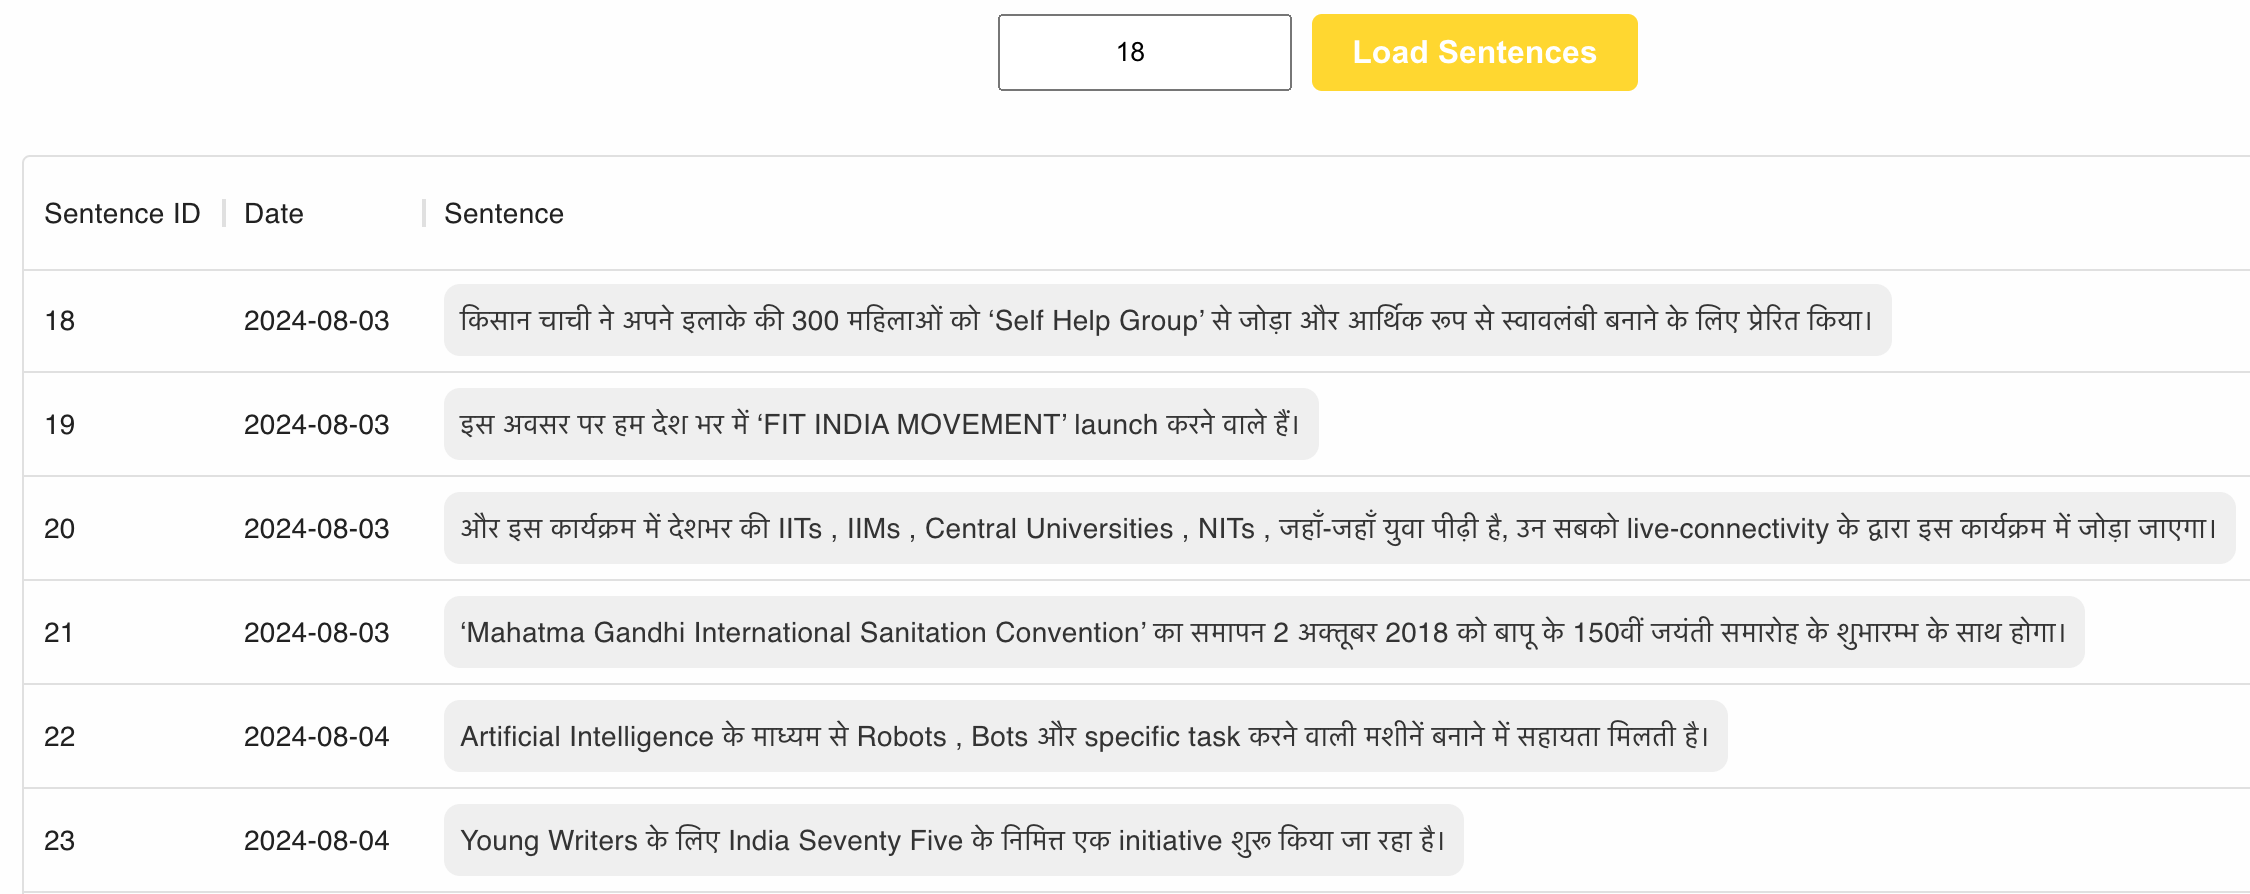 18 Load Sentences
Sentence ID Date Sentence
18 2024-08-03 किसान चाची ने अपने इलाके की 300 महिलाओं को ‘Self Help Group’ से जोड़ा और आर्थिक रूप से स्वावलंबी बनाने के लिए प्रेरित किया।
19 2024-08-03 इस अवसर पर हम देश भर में ‘FIT INDIA MOVEMENT’ launch करने वाले हैं।
20 2024-08-03 और इस कार्यक्रम में देशभर की IITs , IIMs , Central Universities , NITs , जहाँ-जहाँ युवा पीढ़ी है, उन सबको live-connectivity के द्वारा इस कार्यक्रम में जोड़ा जाएगा।
21 2024-08-03 ‘Mahatma Gandhi International Sanitation Convention’ का समापन 2 अक्तूबर 2018 को बापू के 150वीं जयंती समारोह के शुभारम्भ के साथ होगा।
22 2024-08-04 Artificial Intelligence के माध्यम से Robots , Bots और specific task करने वाली मशीनें बनाने में सहायता मिलती है।
23 2024-08-04 Young Writers के लिए India Seventy Five के निमित्त एक initiative शुरू किया जा रहा है।